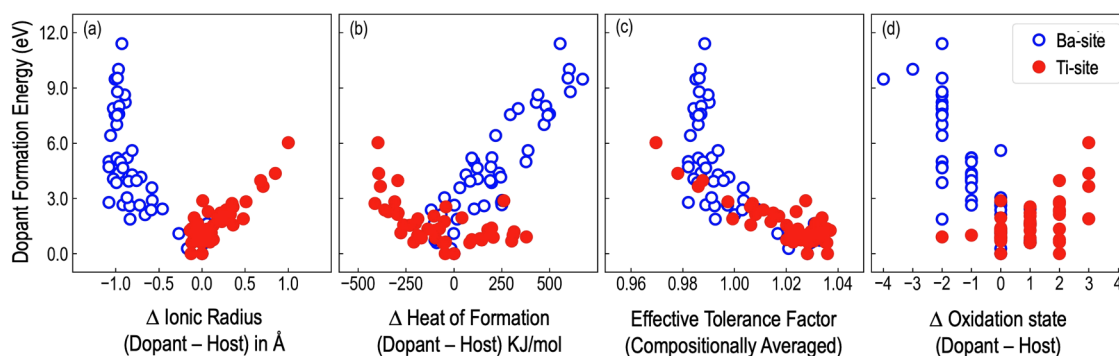 Dopant Formation Energy (eV)
12.0
9.0
6.0
3.0
0.0
(a)
−1.0 −0.5 0.0 0.5 1.0
Δ Ionic Radius
(Dopant – Host) in Å
(b)
−500 −250 0 250 500
Δ Heat of Formation
(Dopant – Host) KJ/mol
(c)
0.96 0.98 1.00 1.02 1.04
Effective Tolerance Factor
(Compositionally Averaged)
(d)
Ba-site
Ti-site
−4 −3 −2 −1 0 1 2 3 4
Δ Oxidation state
(Dopant – Host)